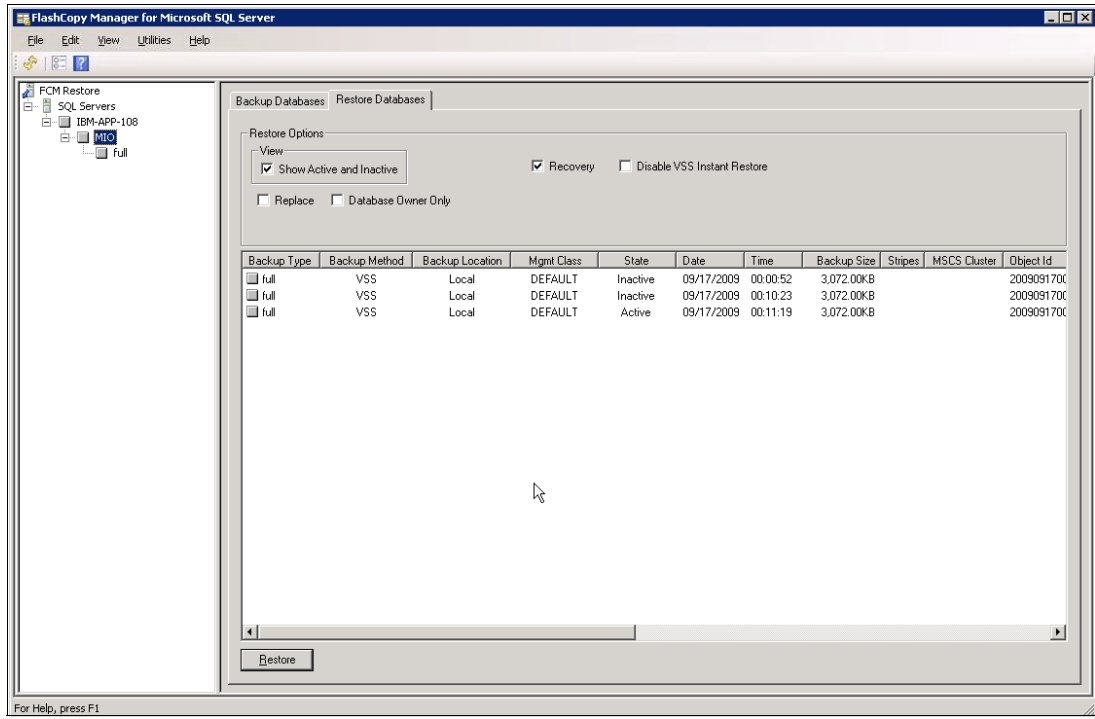 FlashCopy Manager for Microsoft SQL Server
File Edit View Utilities Help
FCM Restore
SQL Servers
IBM-APP-108
MIO
full
Backup Databases Restore Databases
Restore Options
View
Show Active and Inactive
Recovery Disable VSS Instant Restore
Replace Database Owner Only
Backup Type Backup Method Backup Location Mgmt Class State Date Time Backup Size Stripes MSCS Cluster Object Id
full VSS Local DEFAULT Inactive 09/17/2009 00:00:52 3,072.00KB 2009091700
full VSS Local DEFAULT Inactive 09/17/2009 00:10:23 3,072.00KB 2009091700
full VSS Local DEFAULT Active 09/17/2009 00:11:19 3,072.00KB 2009091700
Restore
For Help, press F1